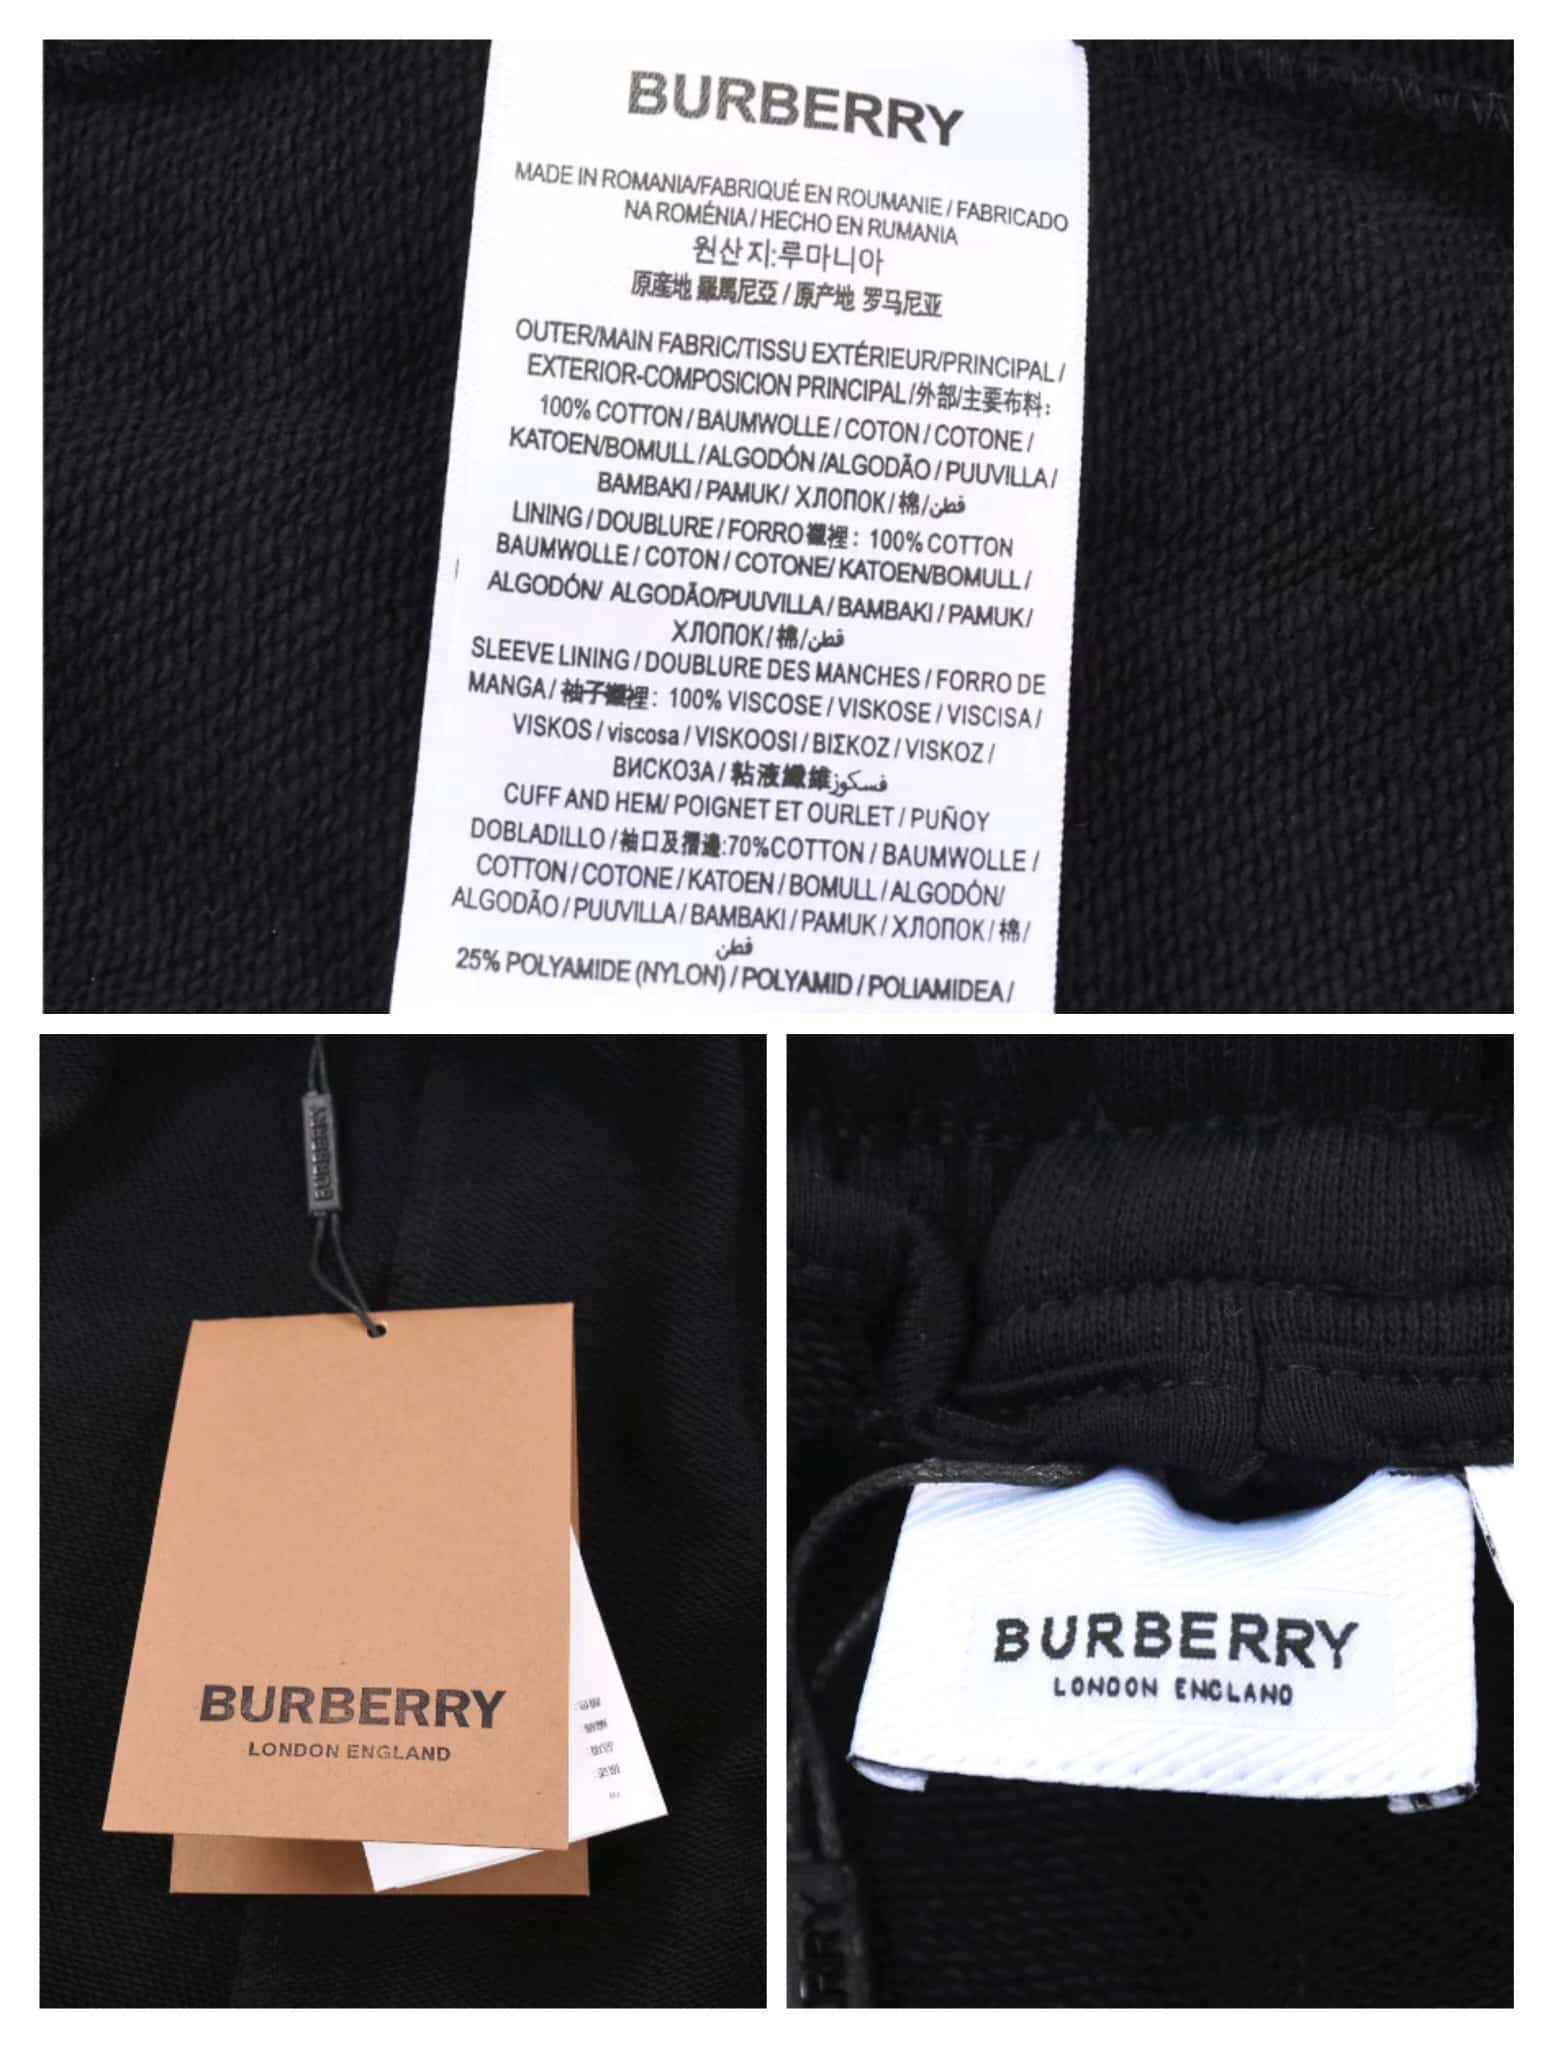 BURBERRY
MADE IN ROMANIA/FABRIQUÉ EN ROUMANIE / FABRICADO
NA ROMÉNIA / HECHO EN RUMANIA
원산 지:루마니아
原産地 羅馬尼亞 / 原产地 罗马尼亚
OUTER/MAIN FABRIC/TISSU EXTÉRIEUR/PRINCIPAL /
EXTERIOR-COMPOSICION PRINCIPAL /外部/主要布料:
100% COTTON / BAUMWOLLE / COTON / COTONE /
KATOEN/BOMULL /ALGODÓN /ALGODÃO / PUUVILLA /
BAMBAKI / PAMUK/ ХЛОПОК / 棉/قطن
LINING / DOUBLURE / FORRO 襯裡: 100% COTTON
BAUMWOLLE / COTON / COTONE/ KATOEN/BOMULL /
ALGODÓN/ ALGODÃO/PUUVILLA / BAMBAKI / PAMUK /
ХЛОПОК/ 棉/قطن
SLEEVE LINING / DOUBLURE DES MANCHES / FORRO DE
MANGA / 袖子襯裡: 100% VISCOSE / VISKOSE / VISCISA /
VISKOS / viscosa / VISKOOSI / ΒΙΣΚΟΖ / VISKOZ /
ВИСКОЗА / 粘液纖維فسكوز
CUFF AND HEM/ POIGNET ET OURLET / PUÑOY
DOBLADILLO / 袖口及摺邊:70%COTTON / BAUMWOLLE /
COTTON / COTONE / KATOEN / BOMULL / ALGODÓN/
ALGODÃO / PUUVILLA / BAMBAKI / PAMUK / ХЛОПОК / 棉/
قطن
25% POLYAMIDE (NYLON) / POLYAMID / POLIAMIDEA /
BURBERRY
BURBERRY
LONDON ENGLAND
BURBERRY
LONDON ENGLAND